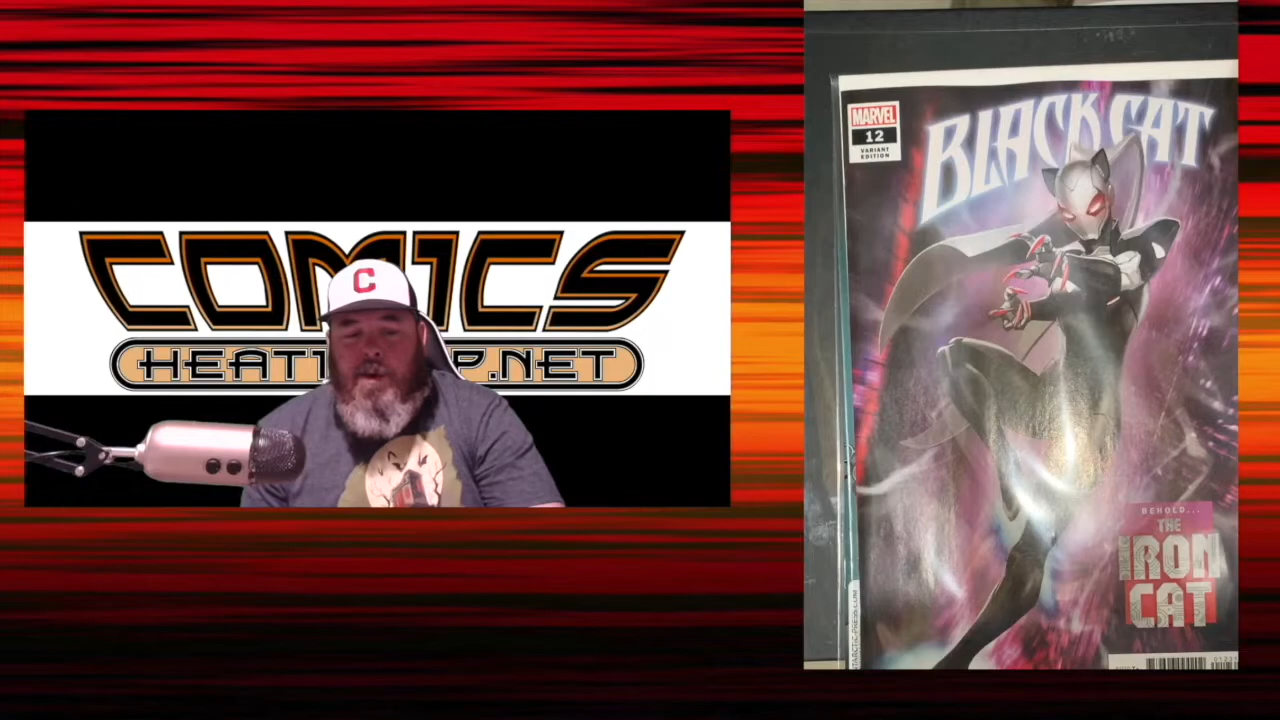 COMICS
HEAT
P.NET
C
MARVEL
12
VARIANT
EDITION
BLACK CAT
BEHOLD...
THE
IRON
CAT